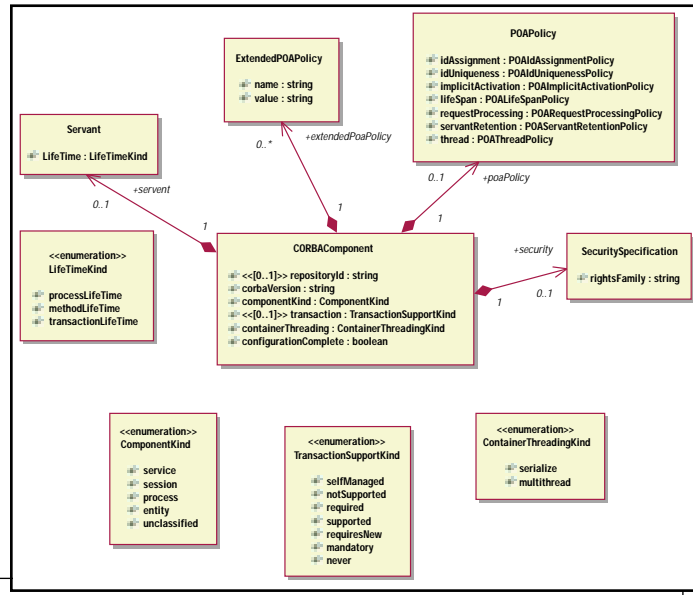 POAPolicy
idAssignment : POAIdAssignmentPolicy
idUniqueness : POAIdUniquenessPolicy
implicitActivation : POAImplicitActivationPolicy
lifeSpan : POALifeSpanPolicy
requestProcessing : POARequestProcessingPolicy
servantRetention : POAServantRetentionPolicy
thread : POAThreadPolicy
ExtendedPOAPolicy
name : string
value : string
Servant
LifeTime : LifeTimeKind
0..*
+extendedPoaPolicy
0..1
+poaPolicy
+servent
0..1
1
1
1
<<enumeration>>
LifeTimeKind
processLifeTime
methodLifeTime
transactionLifeTime
CORBAComponent
<<[0..1]>> repositoryId : string
corbaVersion : string
componentKind : ComponentKind
<<[0..1]>> transaction : TransactionSupportKind
containerThreading : ContainerThreadingKind
configurationComplete : boolean
+security
1
0..1
SecuritySpecification
rightsFamily : string
<<enumeration>>
ComponentKind
service
session
process
entity
unclassified
<<enumeration>>
TransactionSupportKind
selfManaged
notSupported
required
supported
requiresNew
mandatory
never
<<enumeration>>
ContainerThreadingKind
serialize
multithread